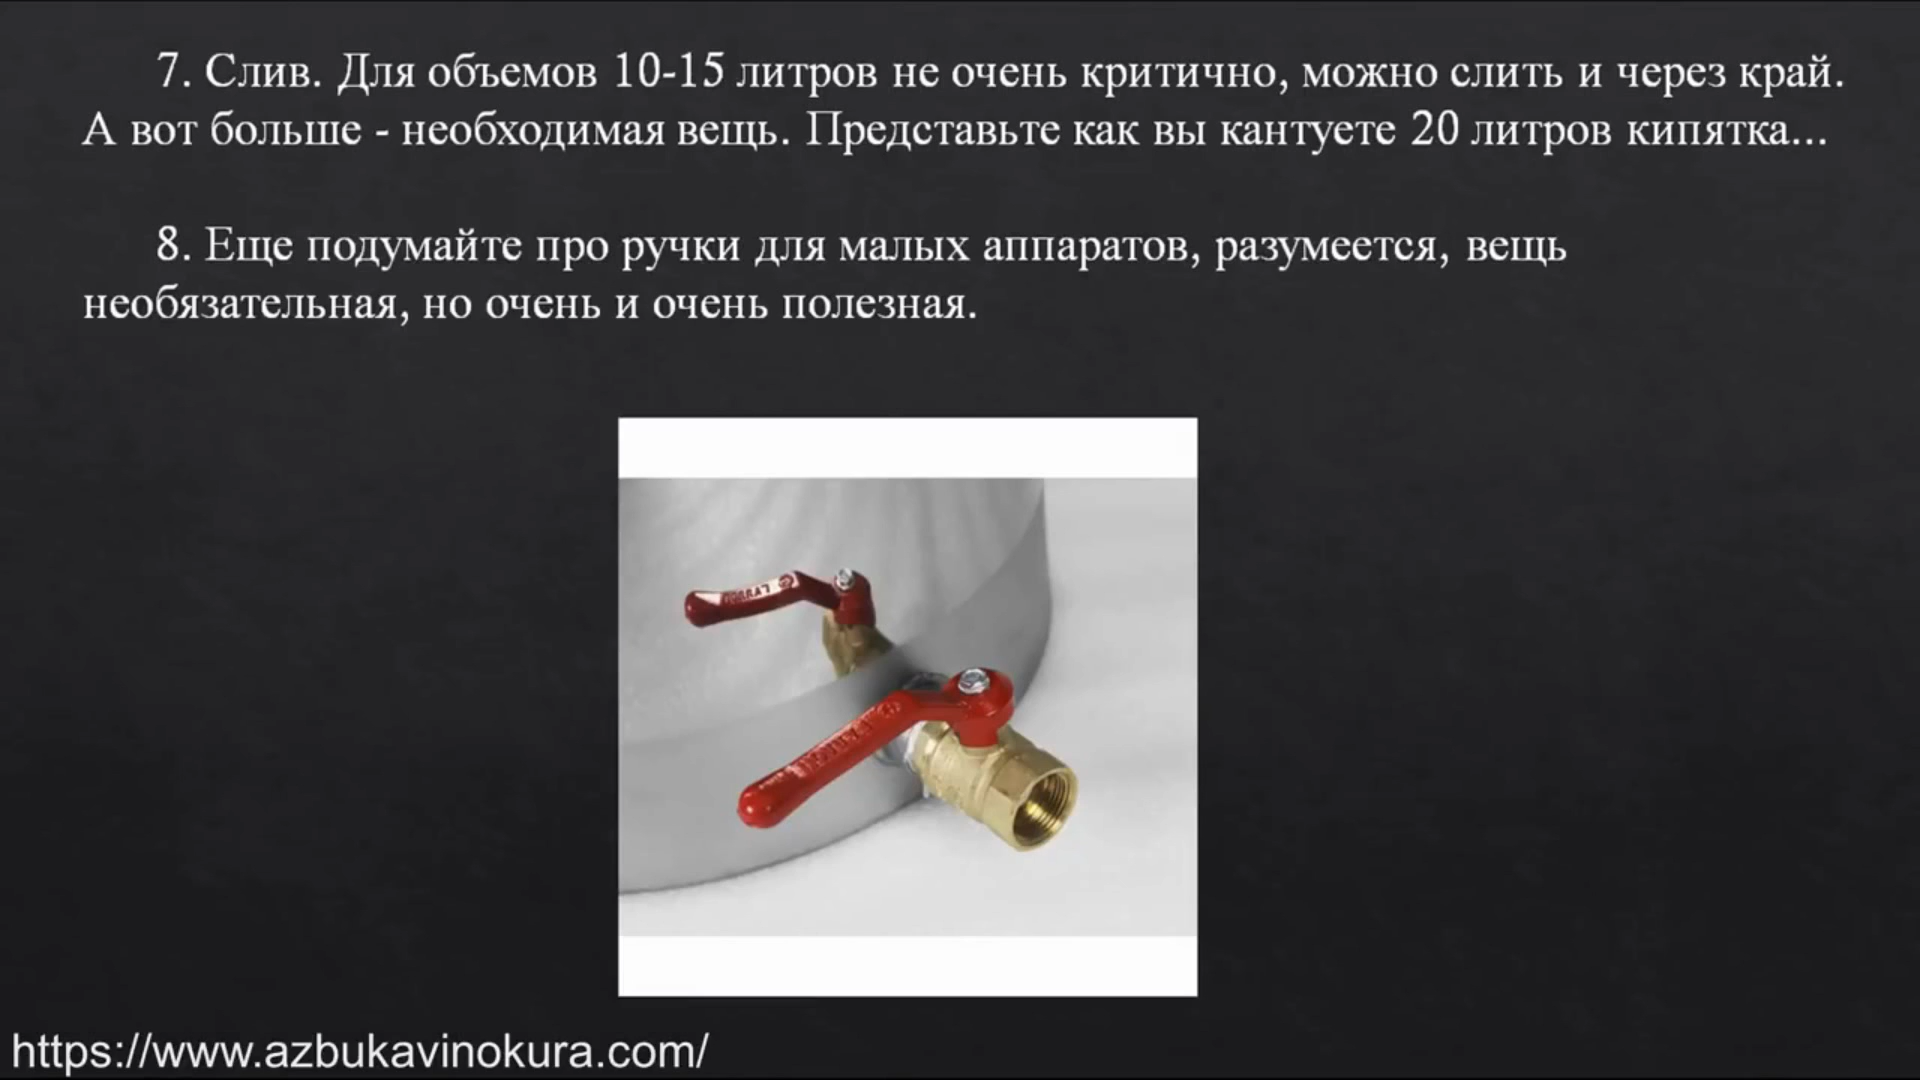 7. Слив. Для объемов 10-15 литров не очень критично, можно слить и через край.
А вот больше - необходимая вещь. Представьте как вы кантуете 20 литров кипятка...
8. Еще подумайте про ручки для малых аппаратов, разумеется, вещь
необязательная, но очень и очень полезная.
https://www.azbukavinokura.com/